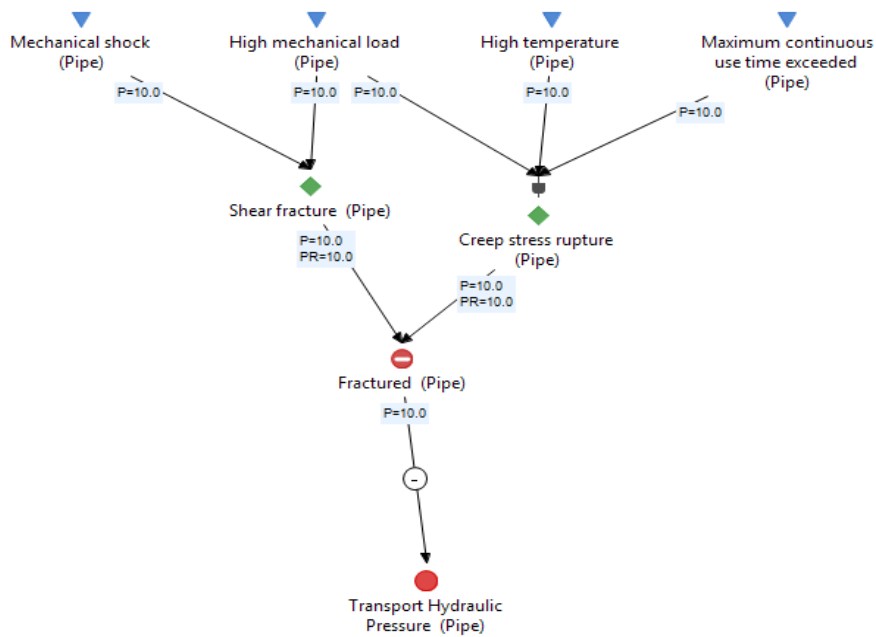 Mechanical shock
(Pipe)
High mechanical load
(Pipe)
High temperature
(Pipe)
Maximum continuous
use time exceeded
(Pipe)
P=10.0
P=10.0
P=10.0
P=10.0
P=10.0
Shear fracture (Pipe)
Creep stress rupture
(Pipe)
P=10.0
PR=10.0
P=10.0
PR=10.0
Fractured (Pipe)
P=10.0
-
Transport Hydraulic
Pressure (Pipe)